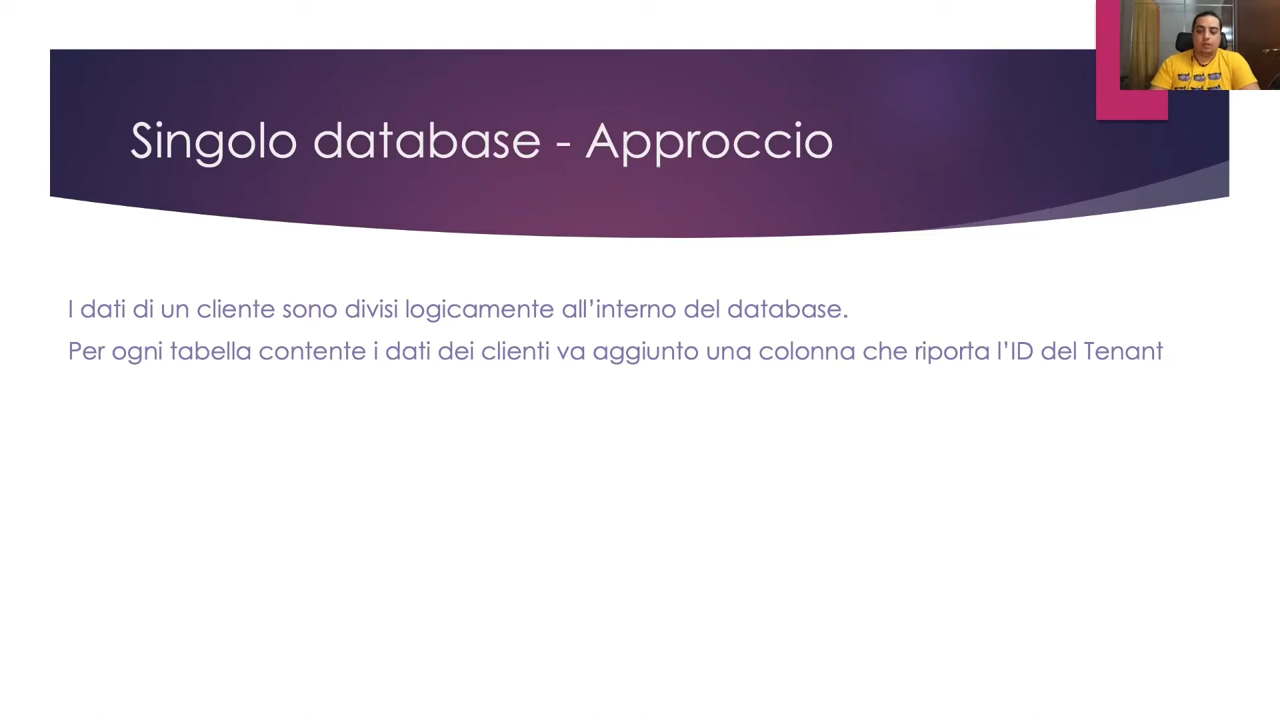 Singolo database - Approccio
I dati di un cliente sono divisi logicamente all’interno del database.
Per ogni tabella contente i dati dei clienti va aggiunto una colonna che riporta l’ID del Tenant